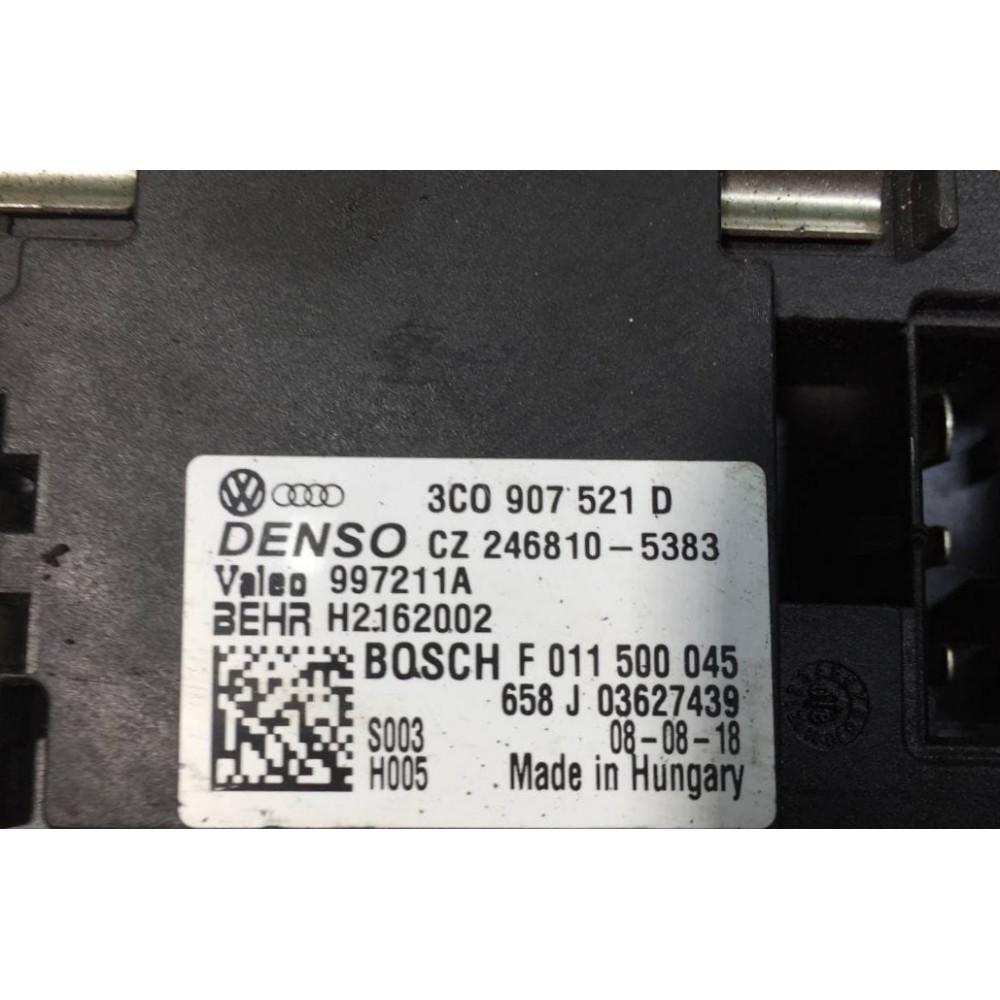 3C0 907 521 D
DENSO CZ 246810-5383
Valeo 997211A
BEHR H2162002
BOSCH F 011 500 045
658 J 03627439
S003 08-08-18
H005 Made in Hungary